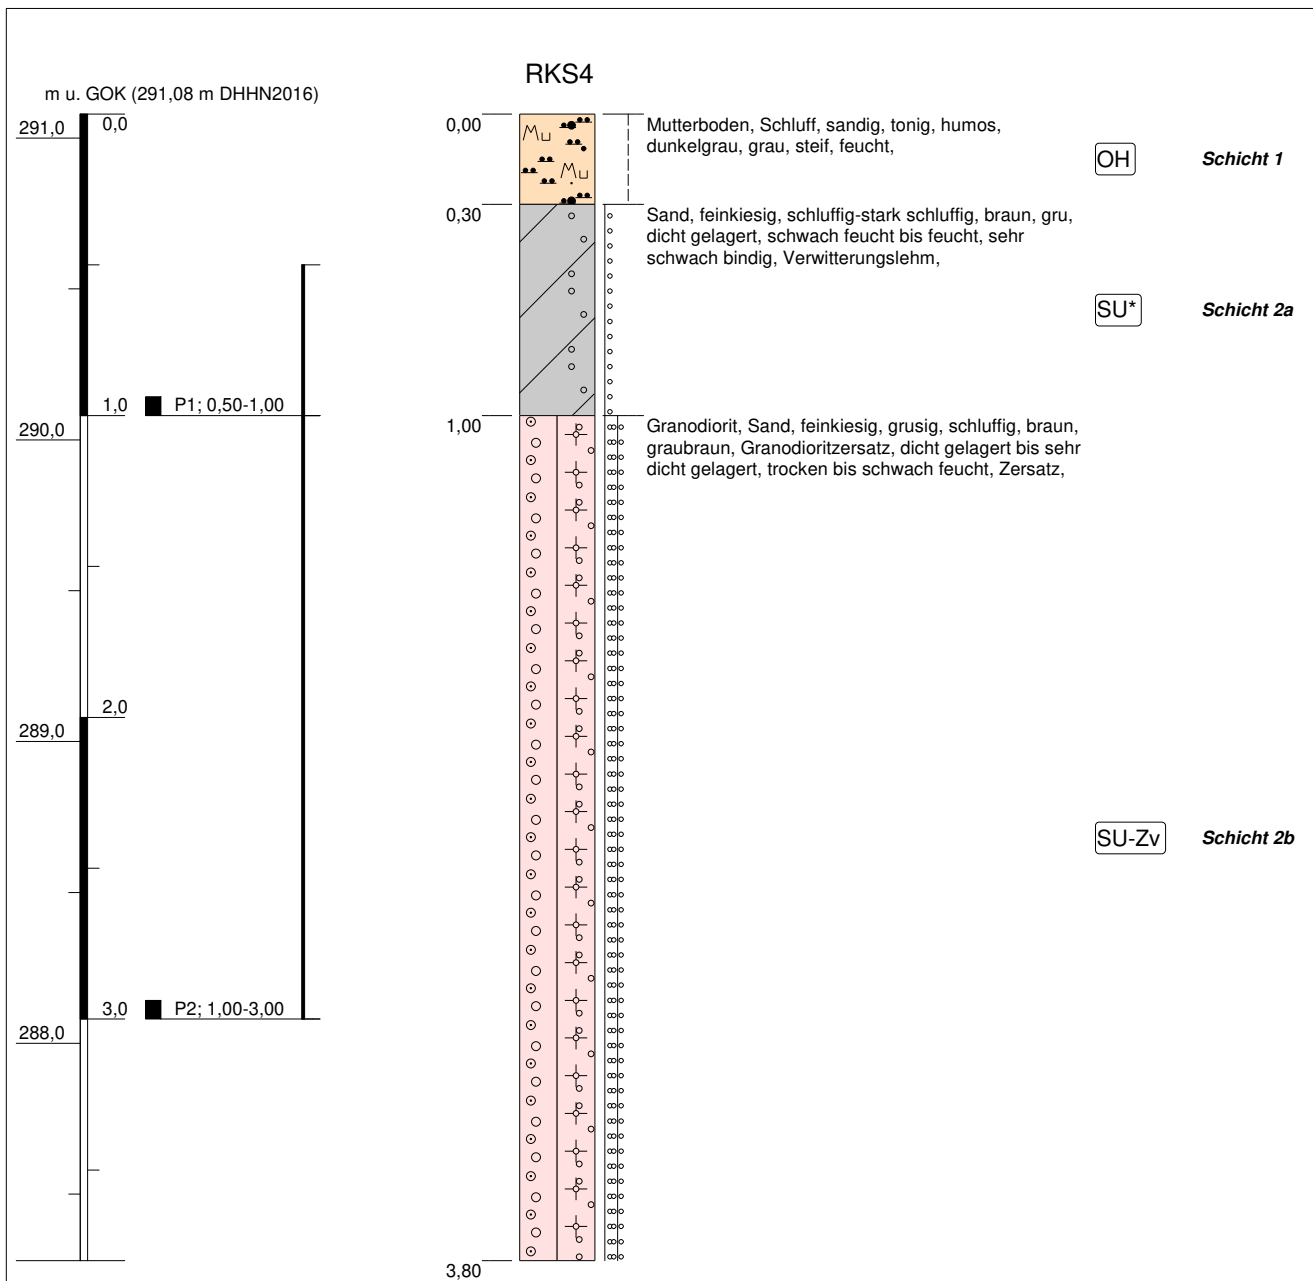 RKS4
m u. GOK (291,08 m DHHN2016)
291,0
0,0
0,00
Mu
Mu
Mutterboden, Schluff, sandig, tonig, humos,
dunkelgrau, grau, steif, feucht,
OH
Schicht 1
0,30
Sand, feinkiesig, schluffig-stark schluffig, braun, gru,
dicht gelagert, schwach feucht bis feucht, sehr
schwach bindig, Verwitterungslehm,
SU*
Schicht 2a
1,0
P1; 0,50-1,00
290,0
1,00
Granodiorit, Sand, feinkiesig, grusig, schluffig, braun,
graubraun, Granodioritzersatz, dicht gelagert bis sehr
dicht gelagert, trocken bis schwach feucht, Zersatz,
2,0
289,0
SU-Zv
Schicht 2b
3,0
P2; 1,00-3,00
288,0
3,80